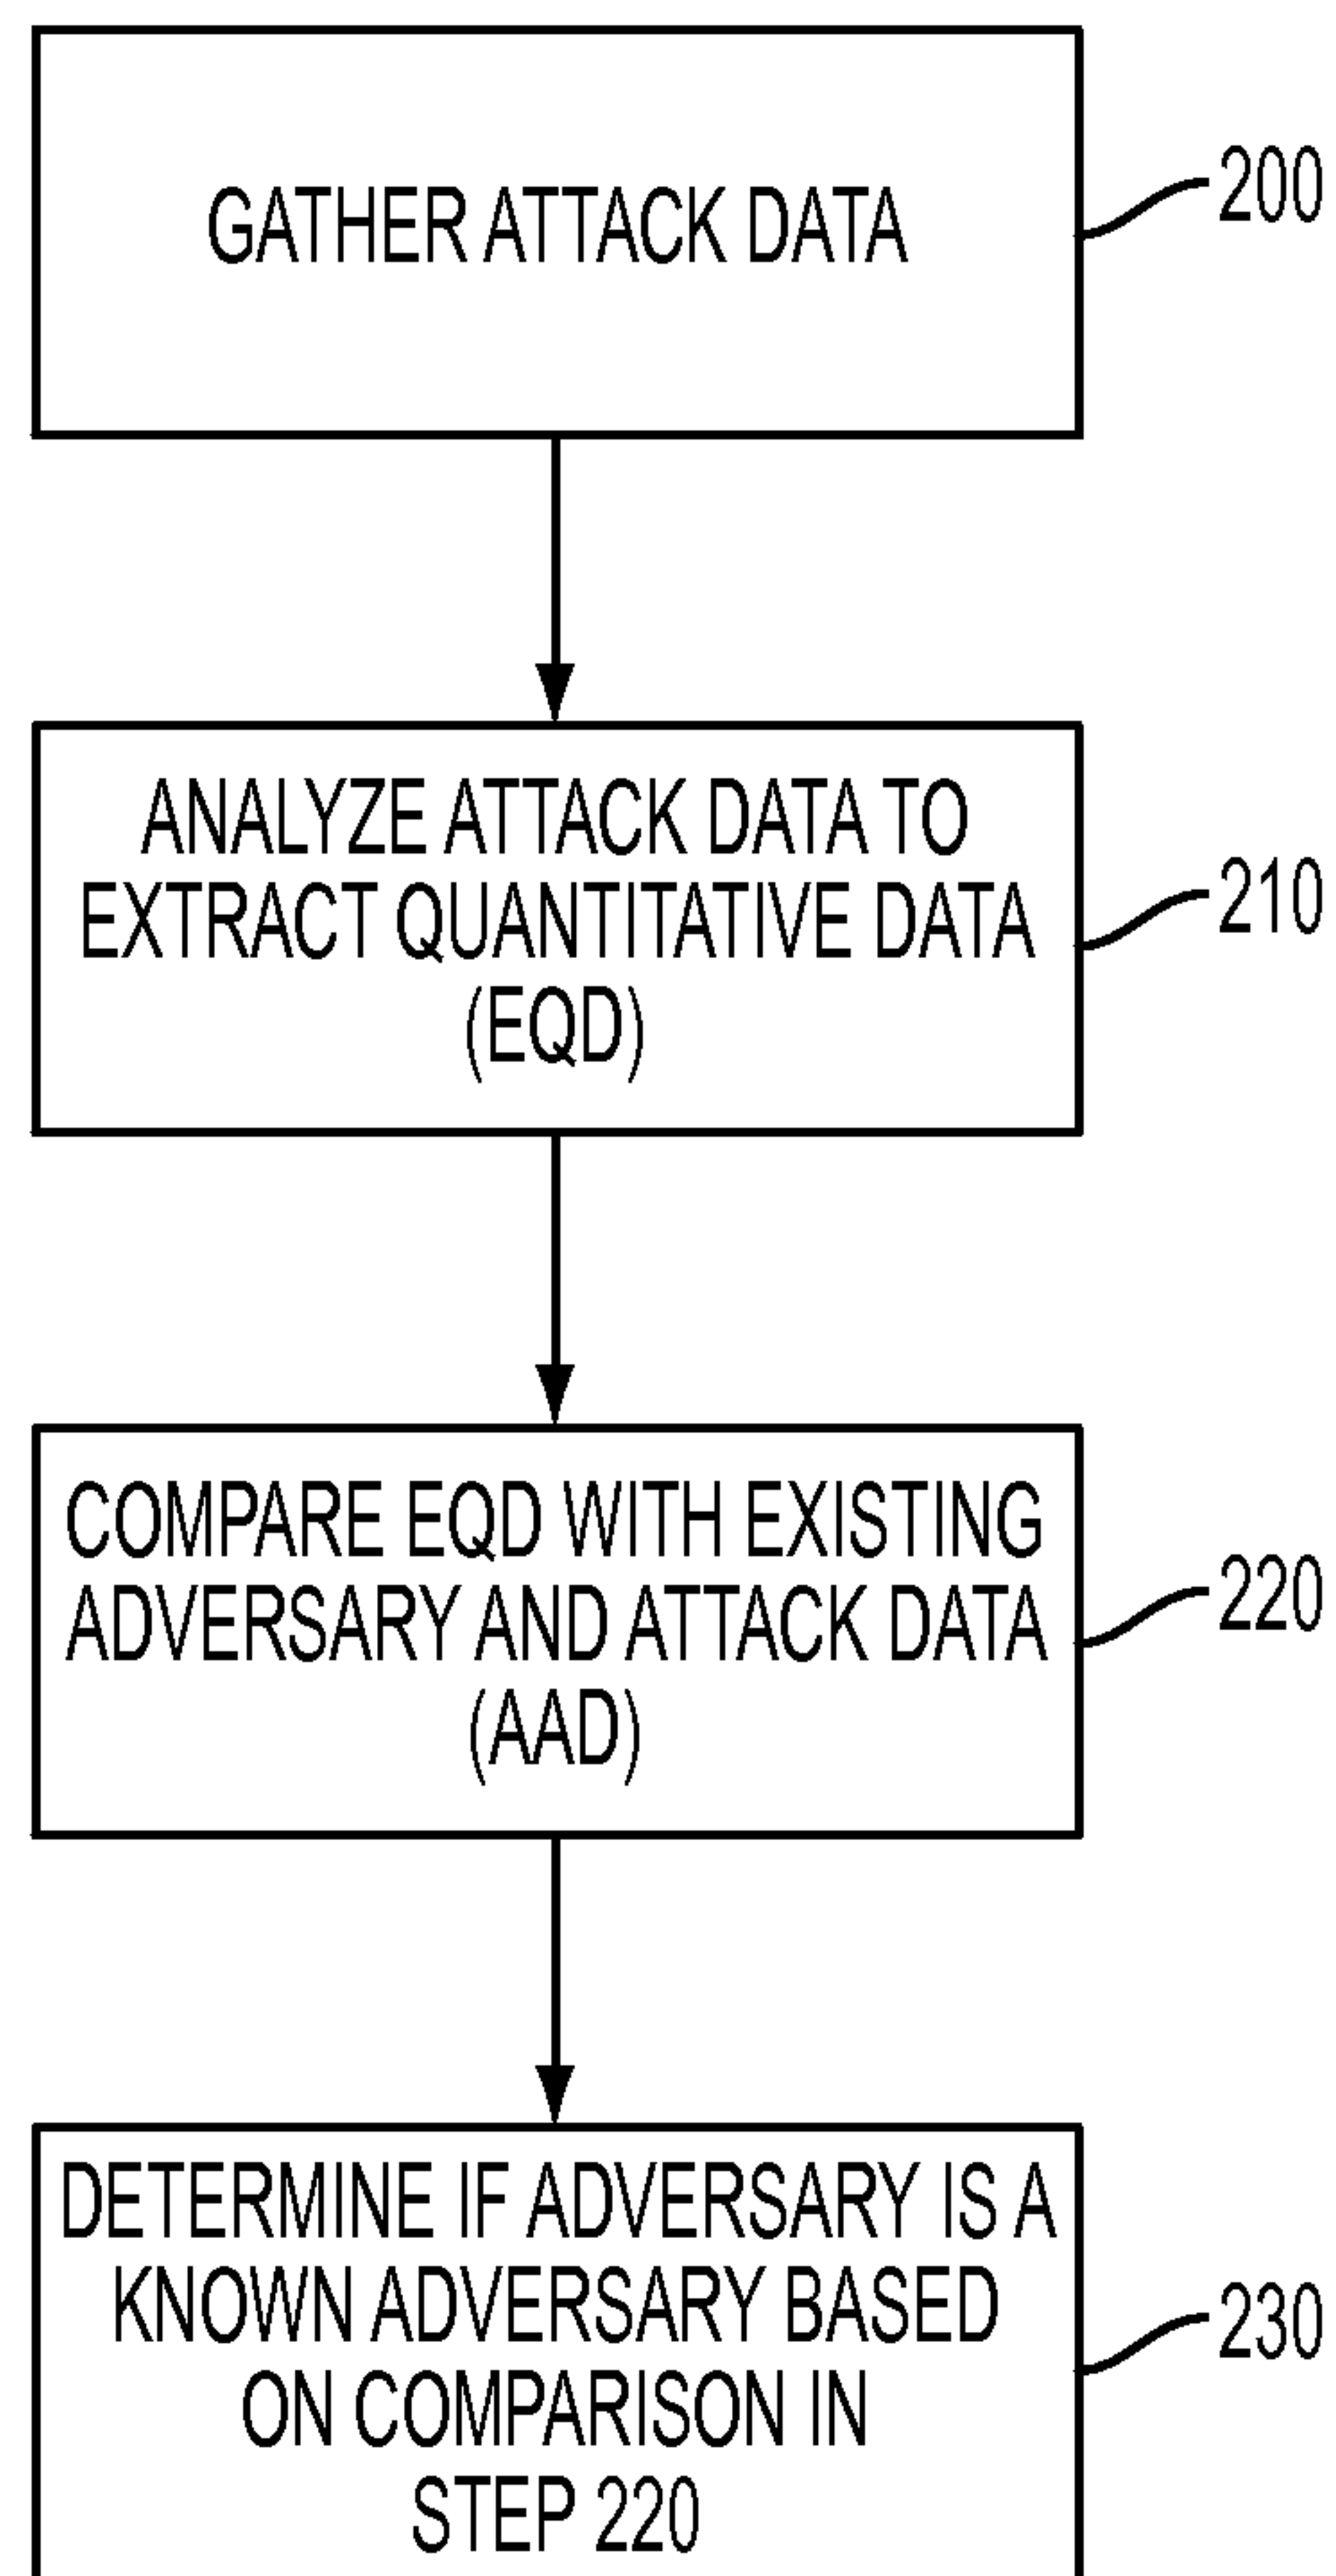 GATHER ATTACK DATA
200
ANALYZE ATTACK DATA TO
EXTRACT QUANTITATIVE DATA
(EQD)
210
COMPARE EQD WITH EXISTING
ADVERSARY AND ATTACK DATA
(AAD)
220
DETERMINE IF ADVERSARY IS A
KNOWN ADVERSARY BASED
ON COMPARISON IN
STEP 220
230